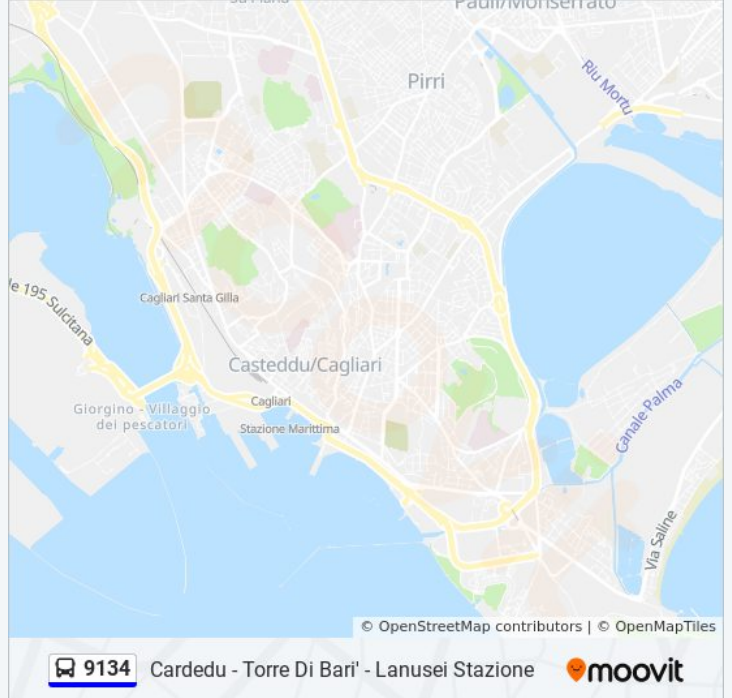 Pauli/Monserrato
Pirri
Riu Mortu
le 195 Sulcitana
Cagliari Santa Gilla
Casteddu/Cagliari
Cagliari
Giorgino - Villaggio
dei pescatori
Stazione Marittima
Canale Palma
Via Saline
© OpenStreetMap contributors | © OpenMapTiles
9134 Cardedu - Torre Di Bari' - Lanusei Stazione
moovit